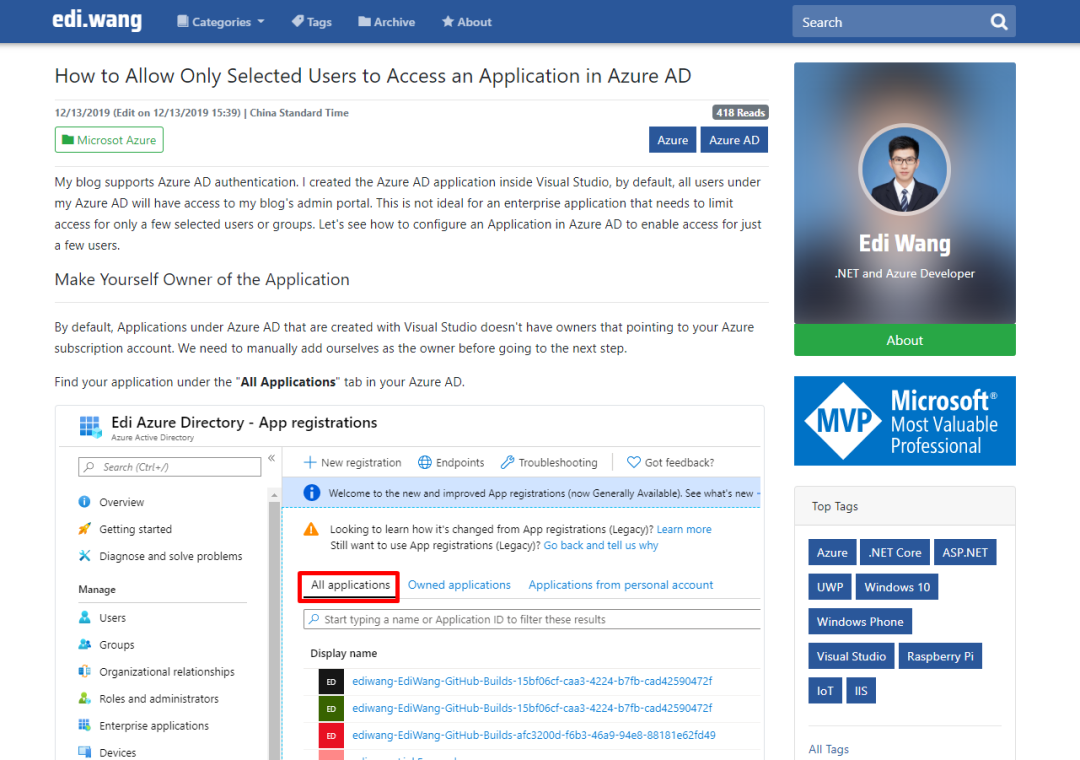 edi.wang
Categories
Tags
Archive
About
Search
How to Allow Only Selected Users to Access an Application in Azure AD
12/13/2019 (Edit on 12/13/2019 15:39) | China Standard Time
418 Reads
Microsot Azure
Azure
Azure AD
My blog supports Azure AD authentication. I created the Azure AD application inside Visual Studio, by default, all users under
my Azure AD will have access to my blog's admin portal. This is not ideal for an enterprise application that needs to limit
access for only a few selected users or groups. Let's see how to configure an Application in Azure AD to enable access for just
a few users.
Make Yourself Owner of the Application
By default, Applications under Azure AD that are created with Visual Studio doesn't have owners that pointing to your Azure
subscription account. We need to manually add ourselves as the owner before going to the next step.
Find your application under the "All Applications" tab in your Azure AD.
Edi Azure Directory - App registrations
Azure Active Directory
Search (Ctrl+/)
«
Overview
Getting started
Diagnose and solve problems
Manage
Users
Groups
Organizational relationships
Roles and administrators
Enterprise applications
Devices
New registration
Endpoints
Troubleshooting
Got feedback?
Welcome to the new and improved App registrations (now Generally Available). See what's new
Looking to learn how it's changed from App registrations (Legacy)? Learn more
Still want to use App registrations (Legacy)? Go back and tell us why
All applications
Owned applications
Applications from personal account
Start typing a name or Application ID to filter these results
Display name
ED ediwang-EdiWang-GitHub-Builds-15bf06cf-caa3-4224-b7fb-cad42590472f
ED ediwang-EdiWang-GitHub-Builds-15bf06cf-caa3-4224-b7fb-cad42590472f
ED ediwang-EdiWang-GitHub-Builds-afc3200d-f6b3-46a9-94e8-88181e62fd49
Edi Wang
.NET and Azure Developer
About
MVP
Microsoft®
Most Valuable
Professional
Top Tags
Azure
.NET Core
ASP.NET
UWP
Windows 10
Windows Phone
Visual Studio
Raspberry Pi
IoT
IIS
All Tags